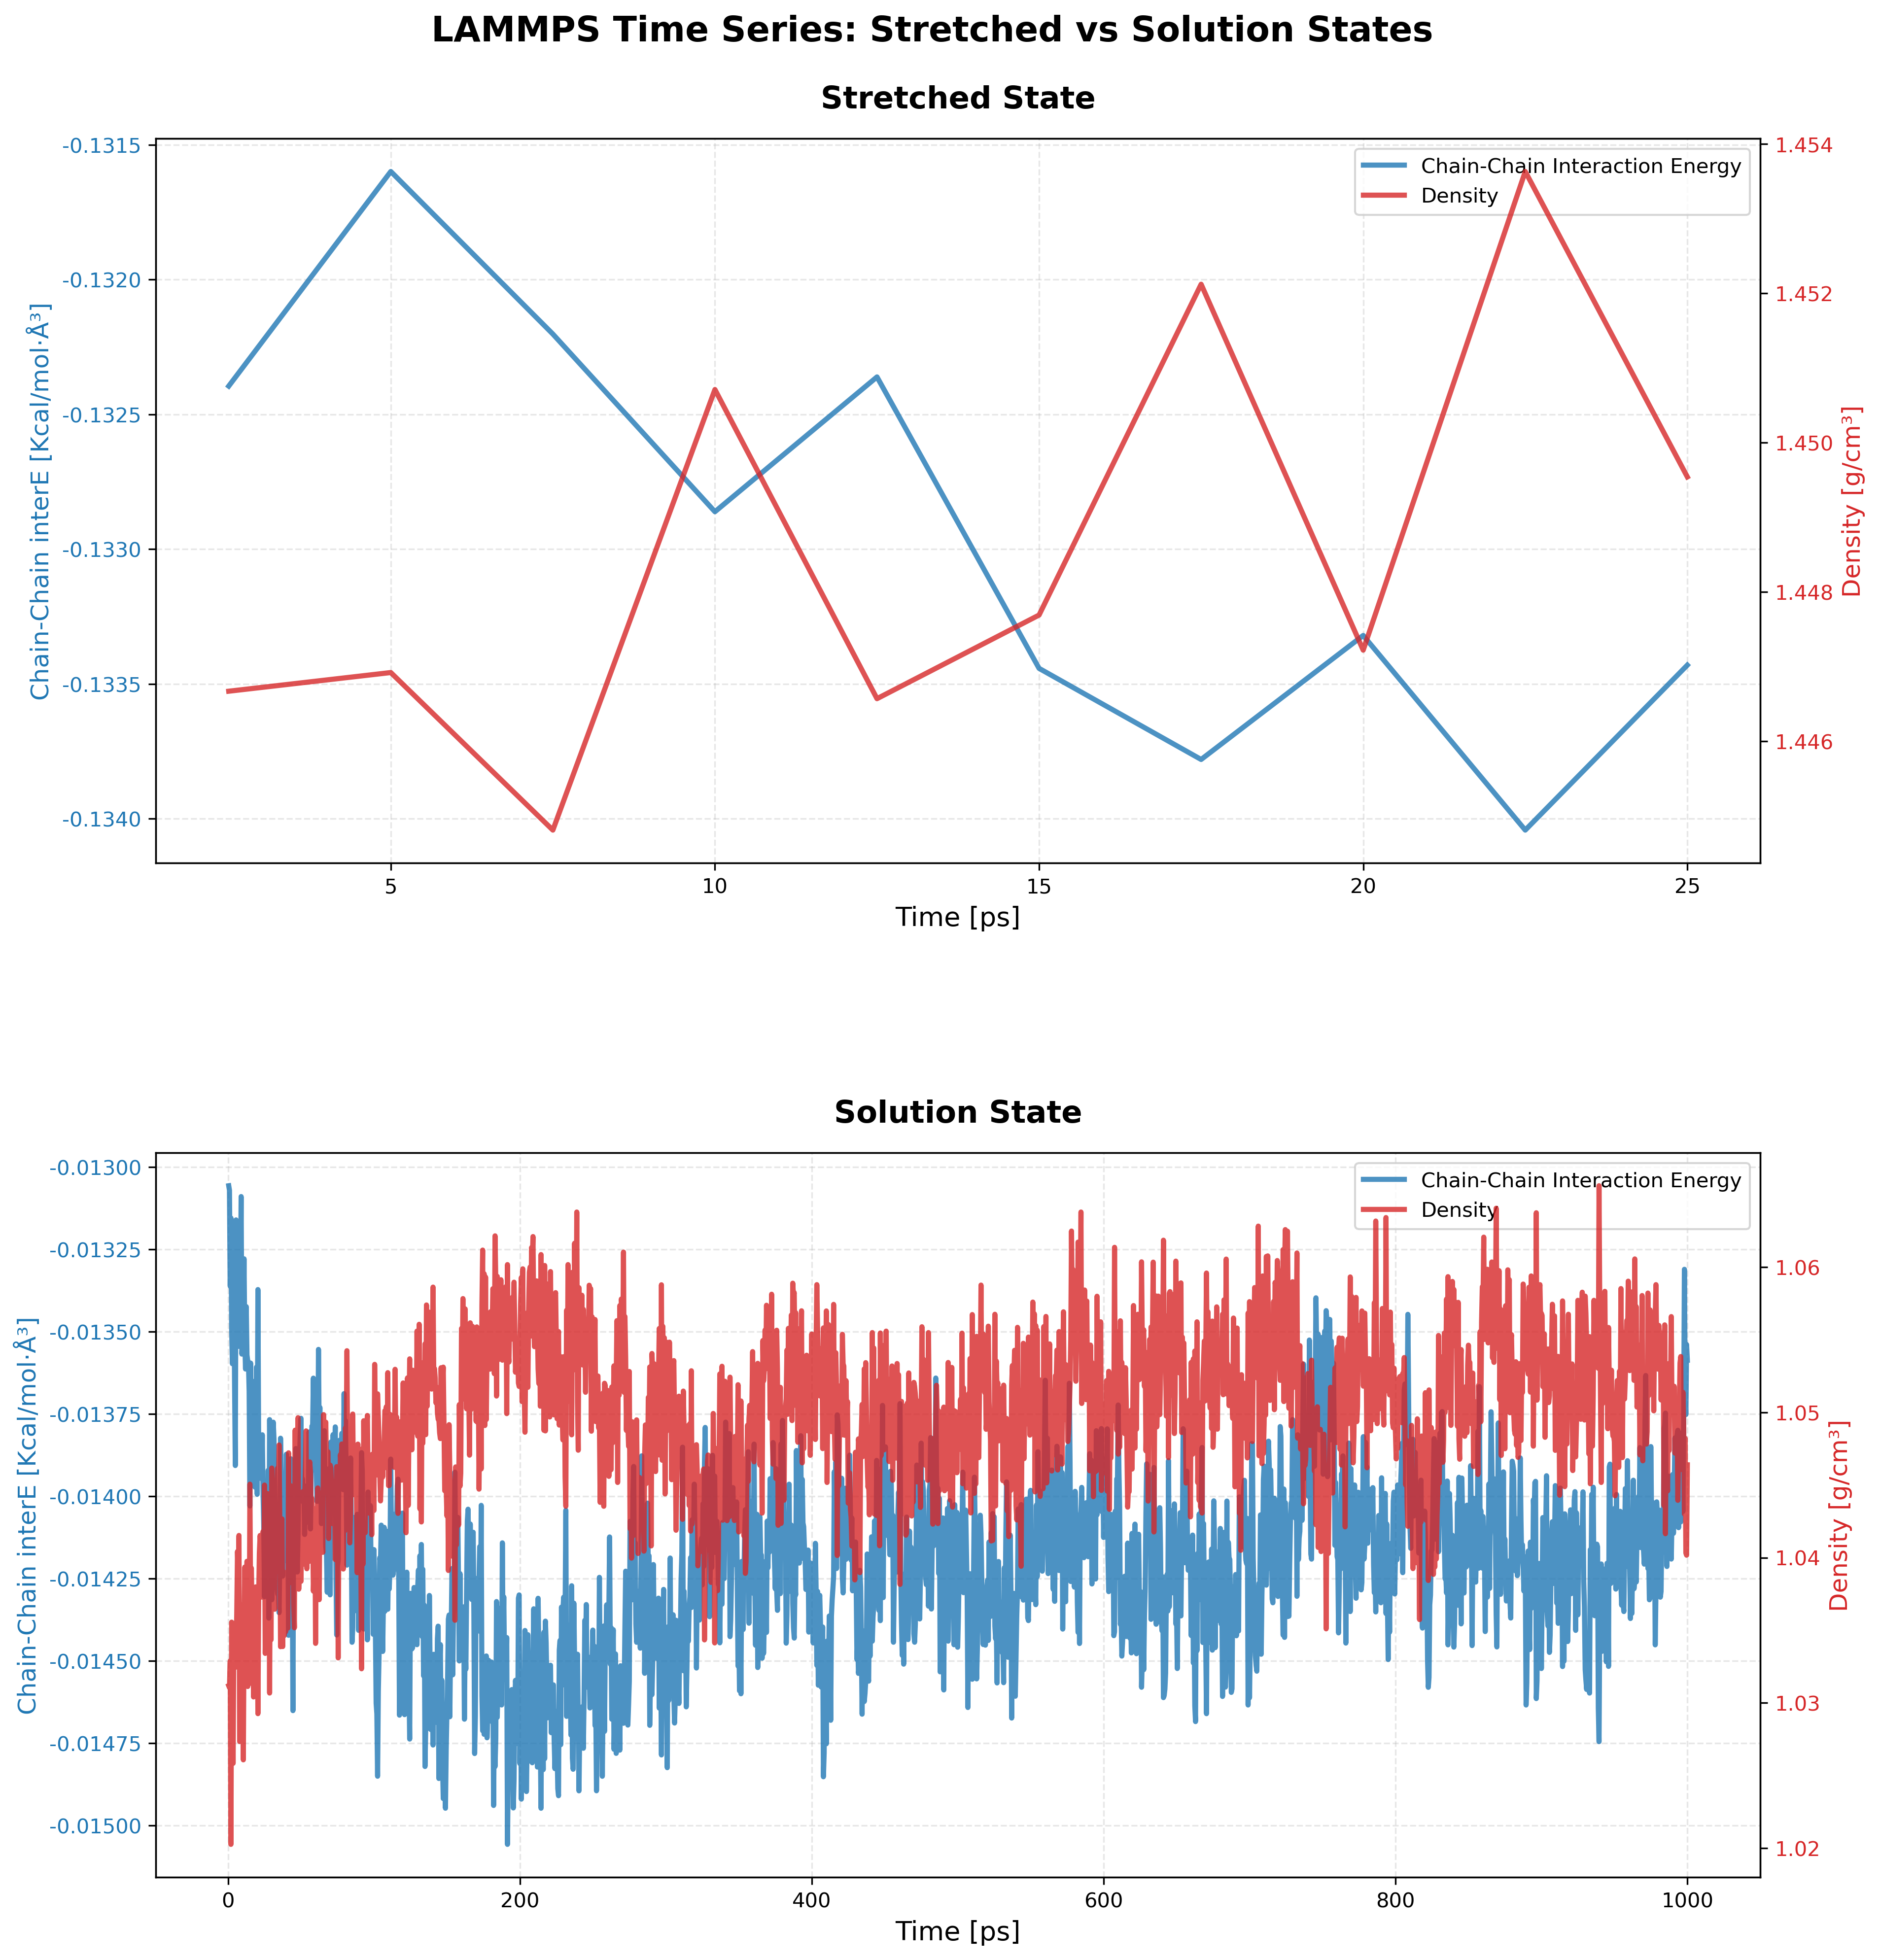 LAMMPS Time Series: Stretched vs Solution States
Stretched State
Chain-Chain interE [Kcal/mol·Å³]
-0.1315
-0.1320
-0.1325
-0.1330
-0.1335
-0.1340
Chain-Chain Interaction Energy
Density
1.454
1.452
1.450
1.448
1.446
Density [g/cm³]
5 10 15 20 25
Time [ps]
Solution State
Chain-Chain interE [Kcal/mol·Å³]
-0.01300
-0.01325
-0.01350
-0.01375
-0.01400
-0.01425
-0.01450
-0.01475
-0.01500
Chain-Chain Interaction Energy
Density
1.06
1.05
1.04
1.03
1.02
Density [g/cm³]
0 200 400 600 800 1000
Time [ps]